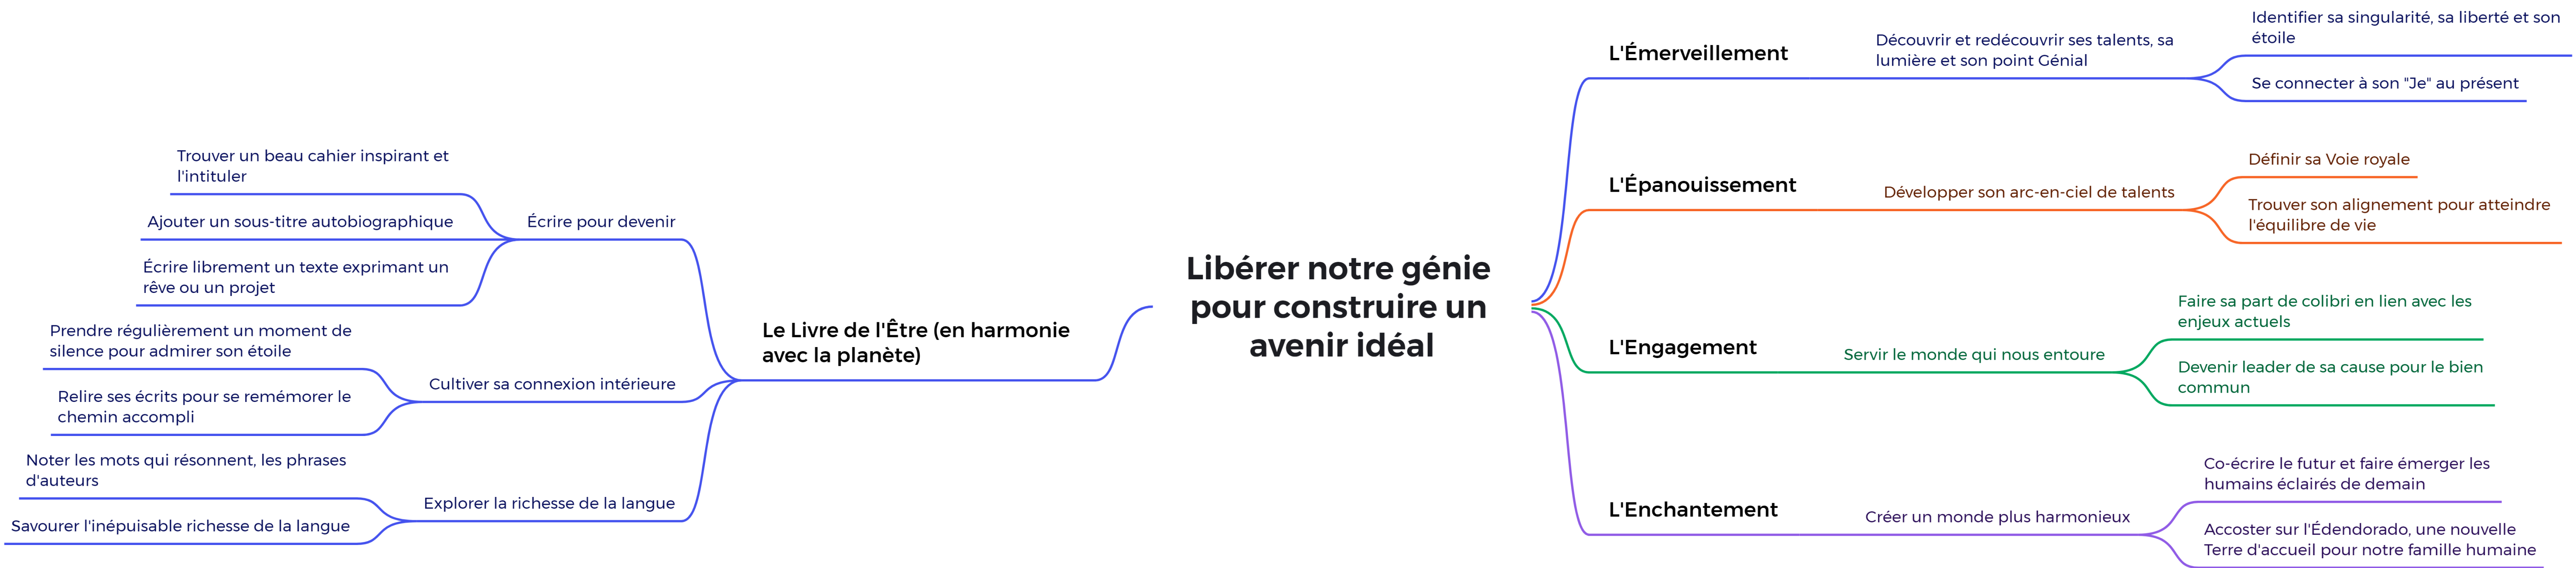 Libérer notre génie
pour construire un
avenir idéal
L'Émerveillement
Découvrir et redécouvrir ses talents, sa
lumière et son point Génial
Identifier sa singularité, sa liberté et son
étoile
Se connecter à son "Je" au présent
L'Épanouissement
Développer son arc-en-ciel de talents
Définir sa Voie royale
Trouver son alignement pour atteindre
l'équilibre de vie
L'Engagement
Servir le monde qui nous entoure
Faire sa part de colibri en lien avec les
enjeux actuels
Devenir leader de sa cause pour le bien
commun
L'Enchantement
Créer un monde plus harmonieux
Co-écrire le futur et faire émerger les
humains éclairés de demain
Accoster sur l'Édendorado, une nouvelle
Terre d'accueil pour notre famille humaine
Le Livre de l'Être (en harmonie
avec la planète)
Écrire pour devenir
Trouver un beau cahier inspirant et
l'intituler
Ajouter un sous-titre autobiographique
Écrire librement un texte exprimant un
rêve ou un projet
Cultiver sa connexion intérieure
Prendre régulièrement un moment de
silence pour admirer son étoile
Relire ses écrits pour se remémorer le
chemin accompli
Explorer la richesse de la langue
Noter les mots qui résonnent, les phrases
d'auteurs
Savourer l'inépuisable richesse de la langue